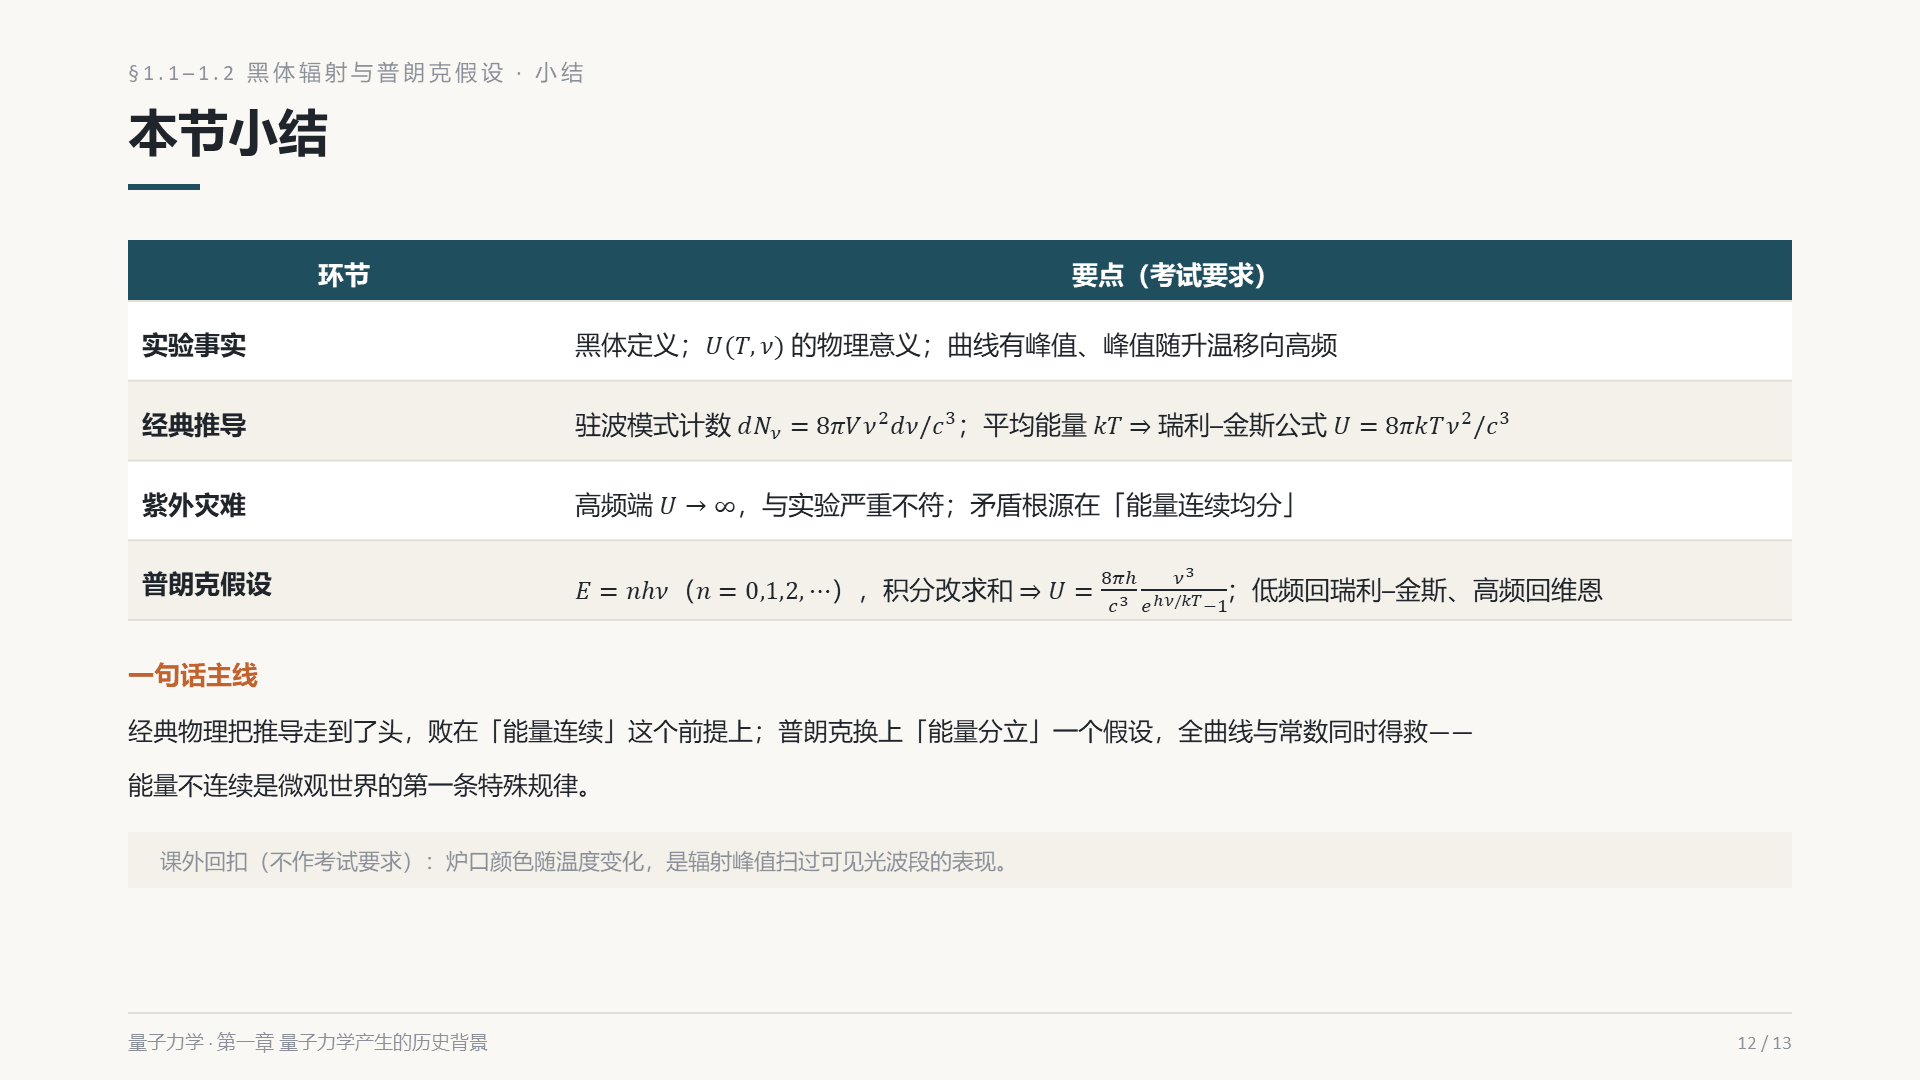 §1.1–1.2 黑体辐射与普朗克假设 · 小结
本节小结
环节 要点（考试要求）
实验事实 黑体定义；U(T, ν) 的物理意义；曲线有峰值、峰值随升温移向高频
经典推导 驻波模式计数 dN_ν = 8πVν²dν/c³；平均能量 kT ⇒ 瑞利–金斯公式 U = 8πkTν²/c³
紫外灾难 高频端 U → ∞，与实验严重不符；矛盾根源在「能量连续均分」
普朗克假设 E = nhν（n = 0,1,2, ⋯），积分改求和 ⇒ U = \frac{8πh}{c³}\frac{ν³}{e^{hν/kT}−1}；低频回瑞利–金斯、高频回维恩
一句话主线
经典物理把推导走到了头，败在「能量连续」这个前提上；普朗克换上「能量分立」一个假设，全曲线与常数同时得救——
能量不连续是微观世界的第一条特殊规律。
课外回扣（不作考试要求）：炉口颜色随温度变化，是辐射峰值扫过可见光波段的表现。
量子力学 · 第一章 量子力学产生的历史背景 12 / 13